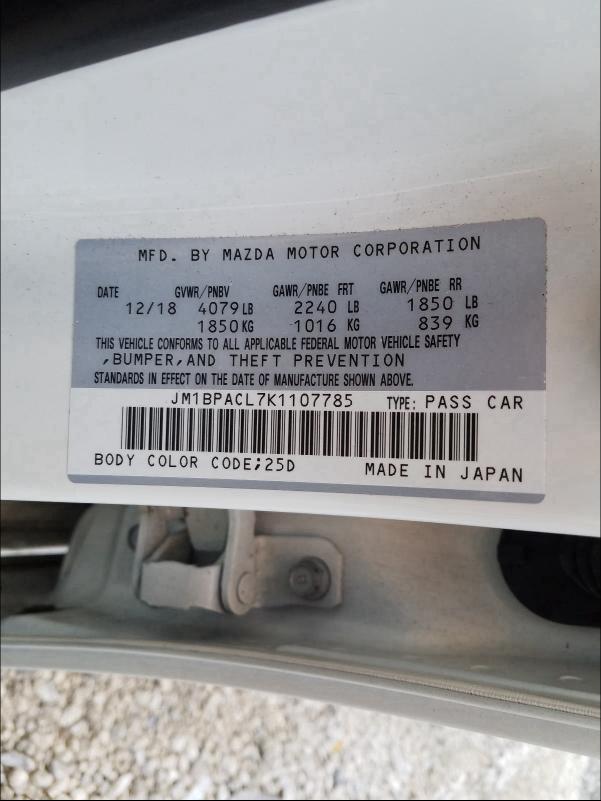 MFD. BY MAZDA MOTOR CORPORATION
DATE GVWR/PNBV GAWR/PNBE FRT GAWR/PNBE RR
12/18 4079 LB 2240 LB 1850 LB
1850 KG 1016 KG 839 KG
THIS VEHICLE CONFORMS TO ALL APPLICABLE FEDERAL MOTOR VEHICLE SAFETY
,BUMPER,AND THEFT PREVENTION
STANDARDS IN EFFECT ON THE DATE OF MANUFACTURE SHOWN ABOVE.
JM1BPACL7K1107785 TYPE: PASS CAR
BODY COLOR CODE;25D MADE IN JAPAN